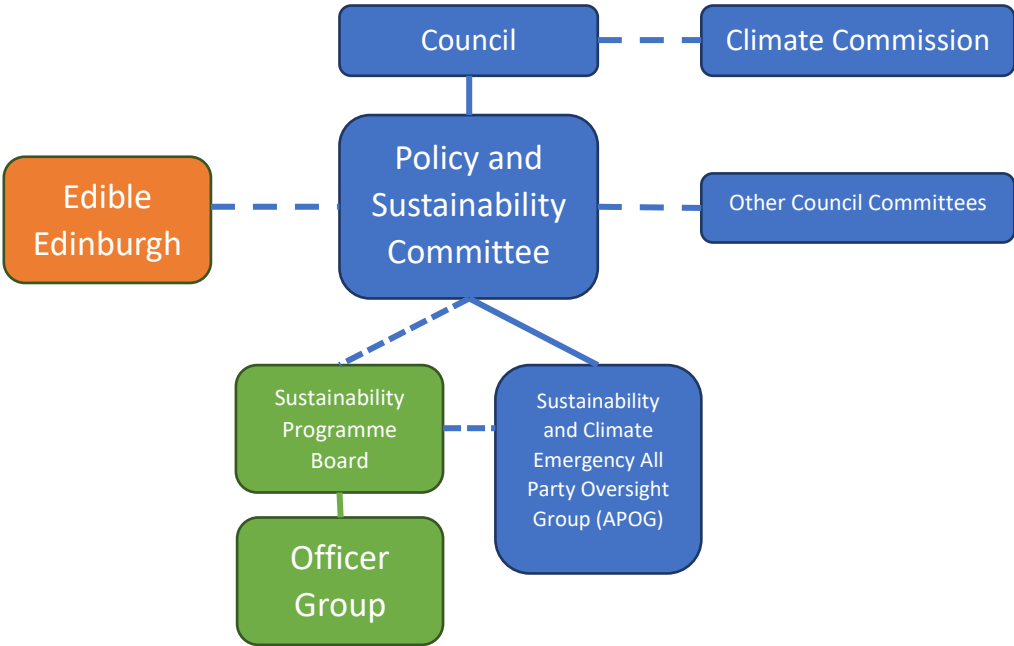 Council
Climate Commission
Policy and
Sustainability
Committee
Edible
Edinburgh
Other Council Committees
Sustainability
Programme
Board
Sustainability
and Climate
Emergency All
Party Oversight
Group (APOG)
Officer
Group